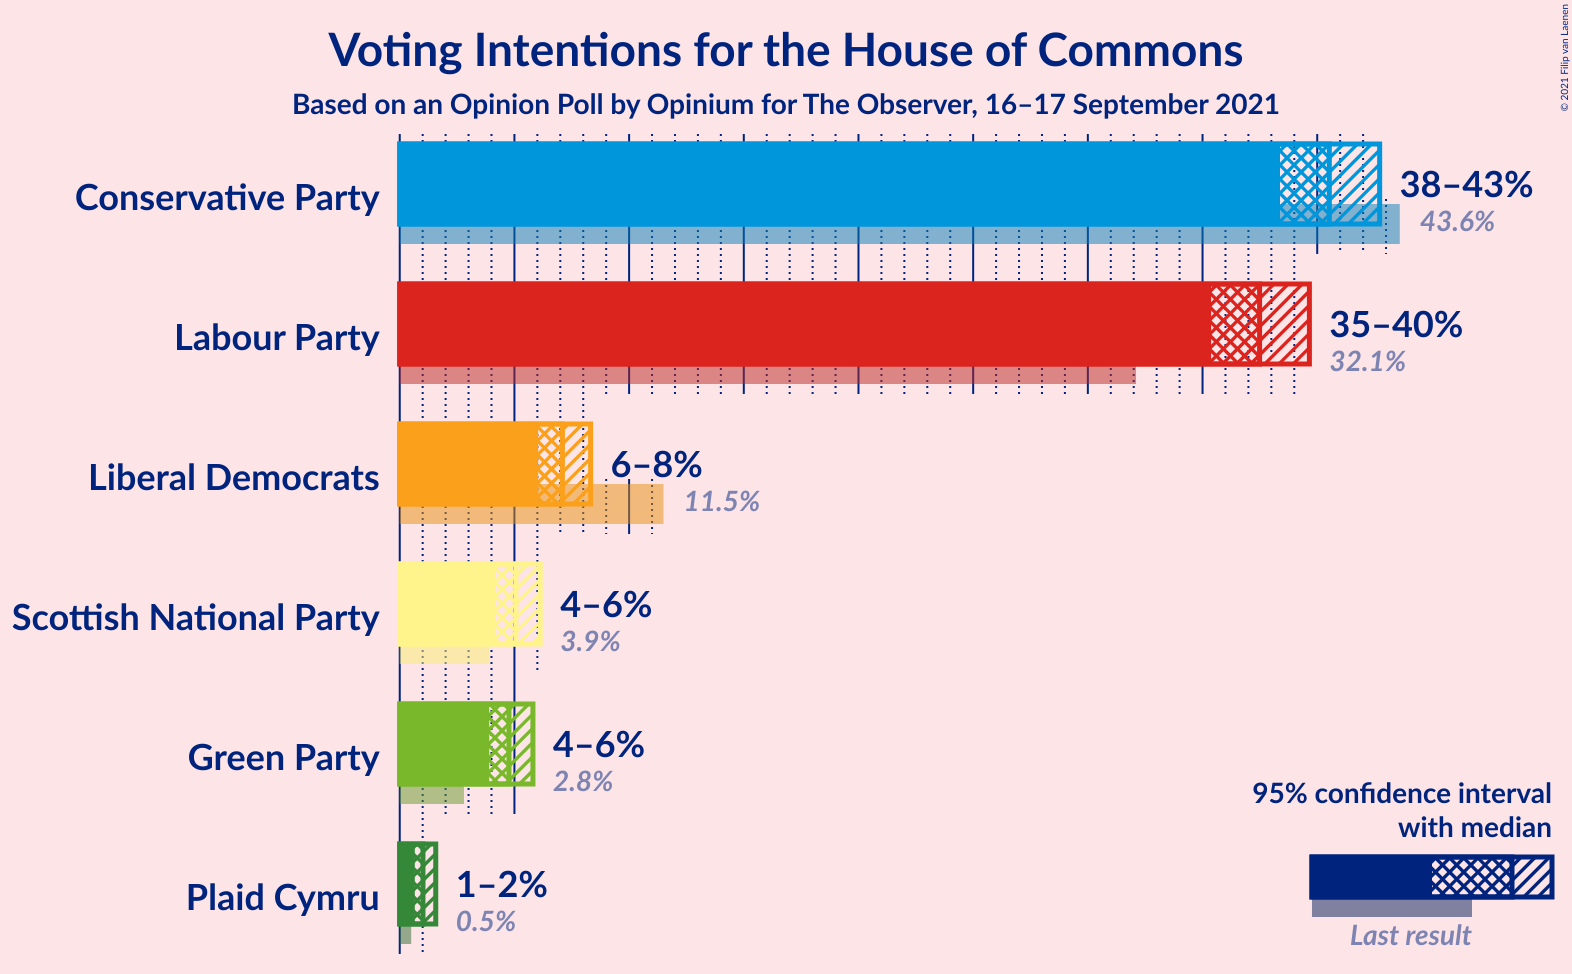 Voting Intentions for the House of Commons
Based on an Opinion Poll by Opinium for The Observer, 16–17 September 2021
© 2021 Filip van Laenen
Conservative Party
38–43%
43.6%
Labour Party
35–40%
32.1%
Liberal Democrats
6–8%
11.5%
Scottish National Party
4–6%
3.9%
Green Party
4–6%
2.8%
Plaid Cymru
1–2%
0.5%
95% confidence interval
with median
Last result